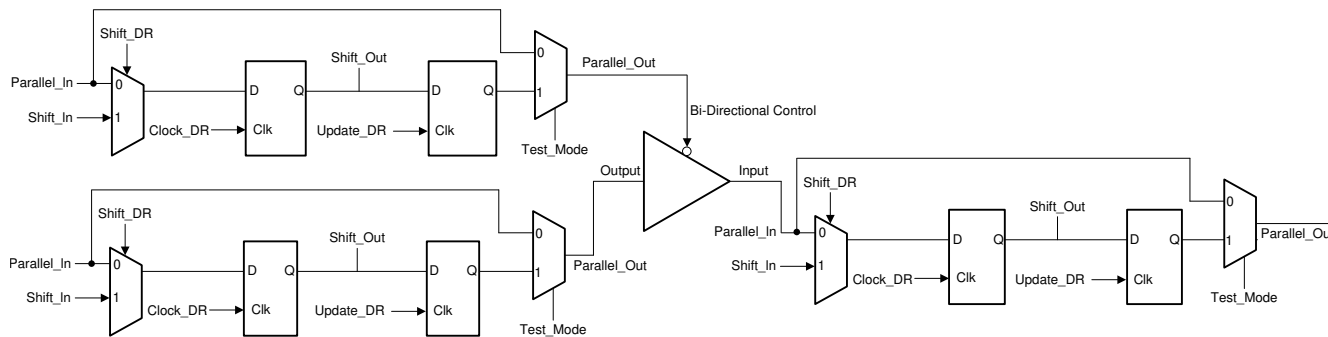 Shift_DR
Parallel_In
0
1
Shift_In
Clock_DR
D
Q
Clk
Shift_Out
Update_DR
D
Q
Clk
0
1
Test_Mode
Parallel_Out
Bi-Directional Control
Shift_DR
Parallel_In
0
1
Shift_In
Clock_DR
D
Q
Clk
Shift_Out
Update_DR
D
Q
Clk
0
1
Test_Mode
Parallel_Out
Output
Input
Shift_DR
Parallel_In
0
1
Shift_In
Clock_DR
D
Q
Clk
Shift_Out
Update_DR
D
Q
Clk
0
1
Test_Mode
Parallel_Ou